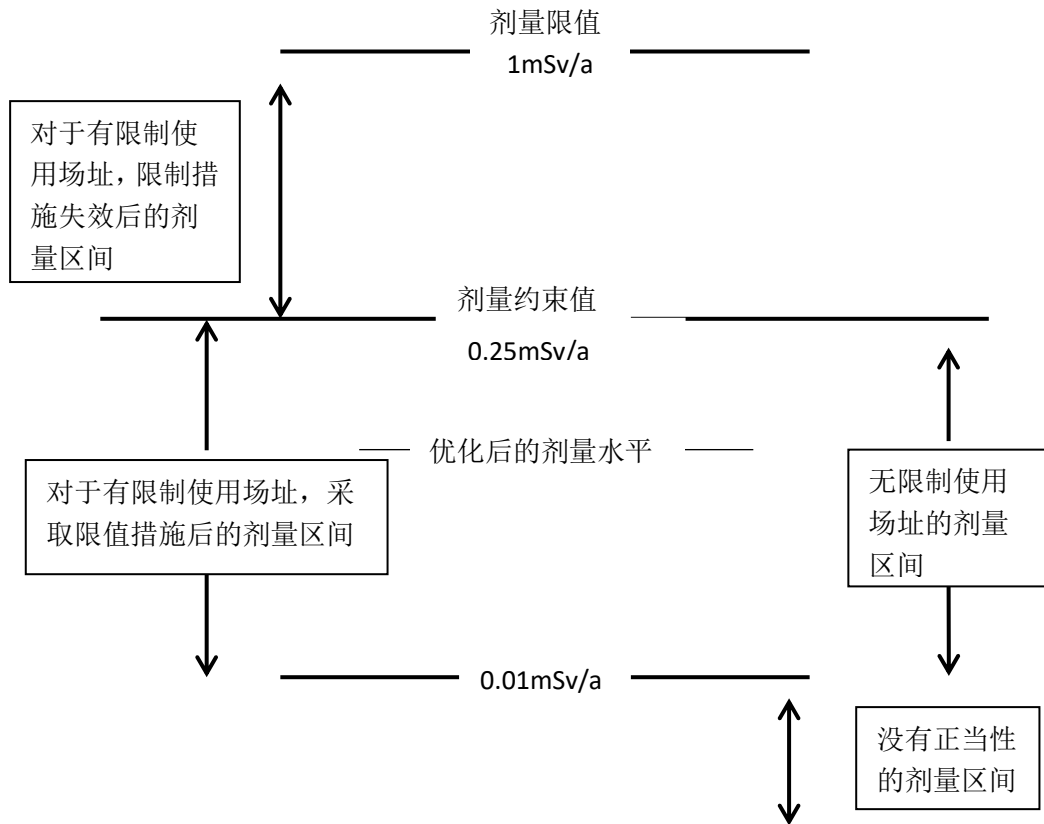 剂量限值
1mSv/a
对于有限制使
用场址，限制措
施失效后的剂
量区间
剂量约束值
0.25mSv/a
优化后的剂量水平
对于有限制使用场址，采
取限值措施后的剂量区间
无限制使用
场址的剂量
区间
0.01mSv/a
没有正当性
的剂量区间